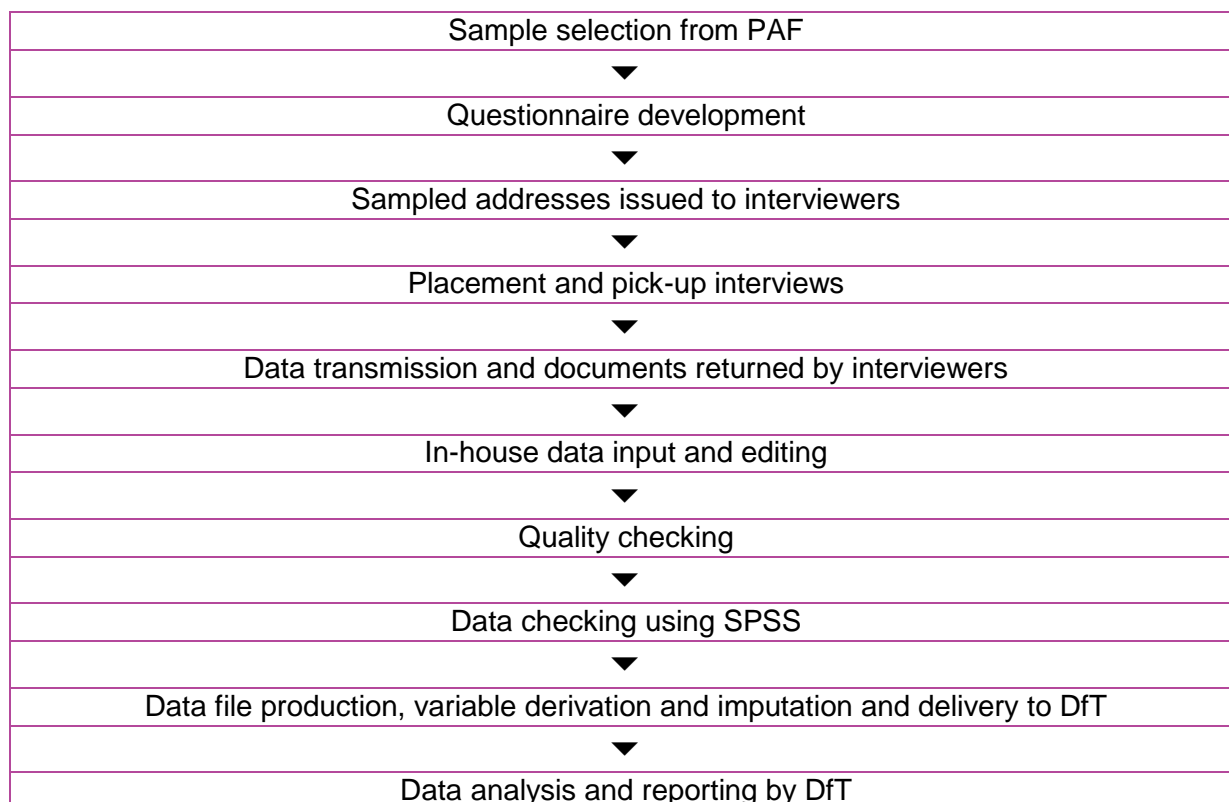 Sample selection from PAF
Questionnaire development
Sampled addresses issued to interviewers
Placement and pick-up interviews
Data transmission and documents returned by interviewers
In-house data input and editing
Quality checking
Data checking using SPSS
Data file production, variable derivation and imputation and delivery to DfT
Data analysis and reporting by DfT